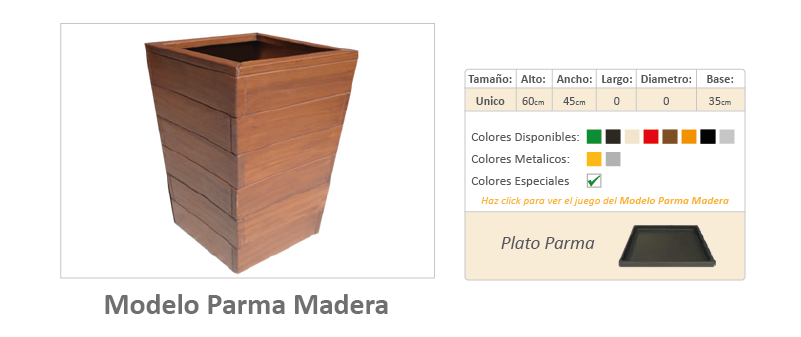 Modelo Parma Madera
Tamaño: Alto: Ancho: Largo: Diametro: Base:
Unico 60cm 45cm 0 0 35cm
Colores Disponibles:
Colores Metalicos:
Colores Especiales
Haz click para ver el juego del Modelo Parma Madera
Plato Parma